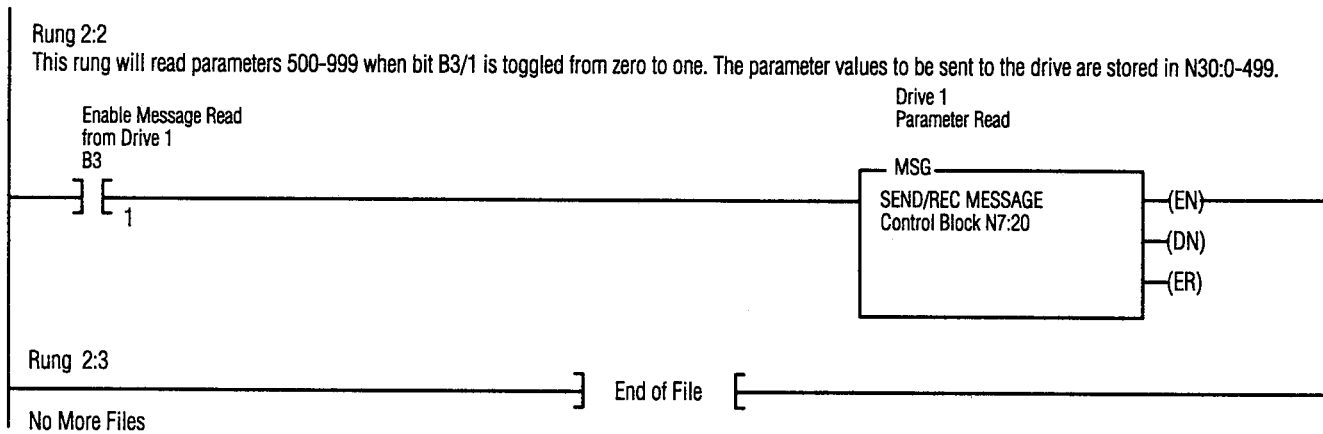 Rung 2:2
This rung will read parameters 500-999 when bit B3/1 is toggled from zero to one. The parameter values to be sent to the drive are stored in N30:0-499.
Enable Message Read
from Drive 1
B3
1
Drive 1
Parameter Read
MSG
SEND/REC MESSAGE
Control Block N7:20
(EN)
(DN)
(ER)
Rung 2:3
End of File
No More Files